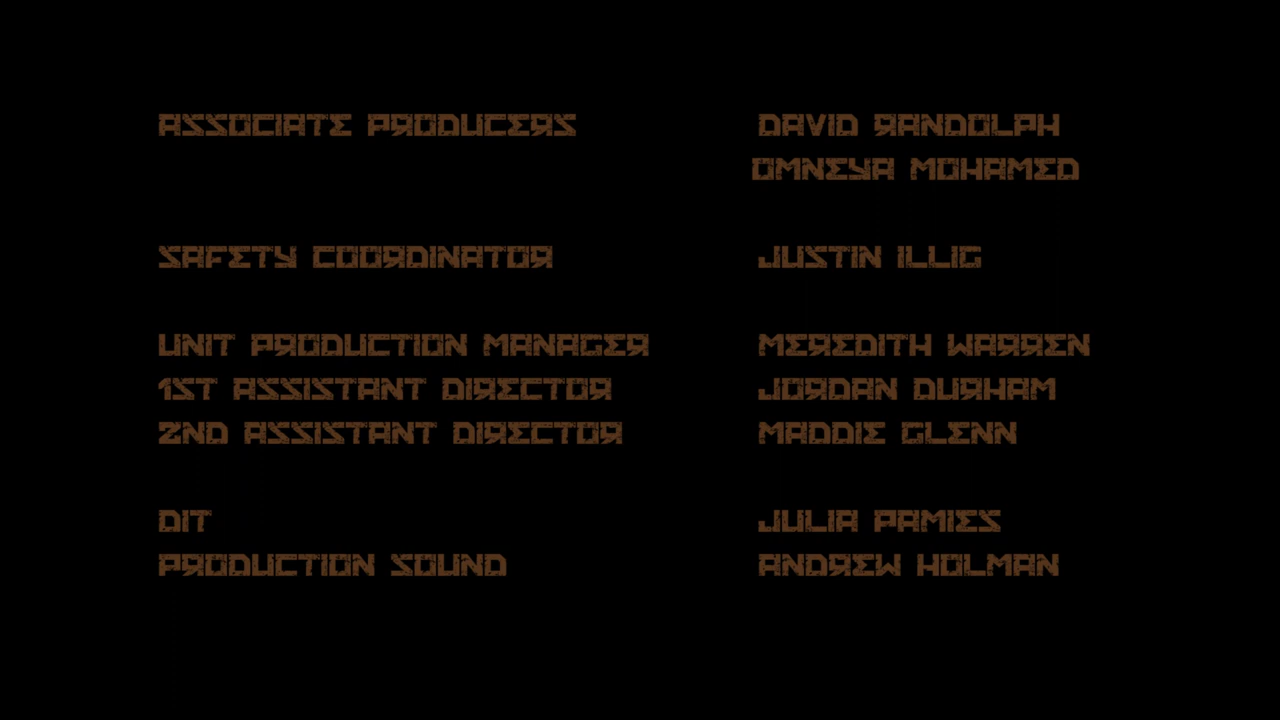 ASSOCIATE PRODUCERS DAVID RANDOLPH
OMNEYA MOHAMED
SAFETY COORDINATOR JUSTIN ILLIG
UNIT PRODUCTION MANAGER MEREDITH WARREN
1ST ASSISTANT DIRECTOR JORDAN DURHAM
2ND ASSISTANT DIRECTOR MADDIE GLENN
DIT JULIA PAMIES
PRODUCTION SOUND ANDREW HOLMAN